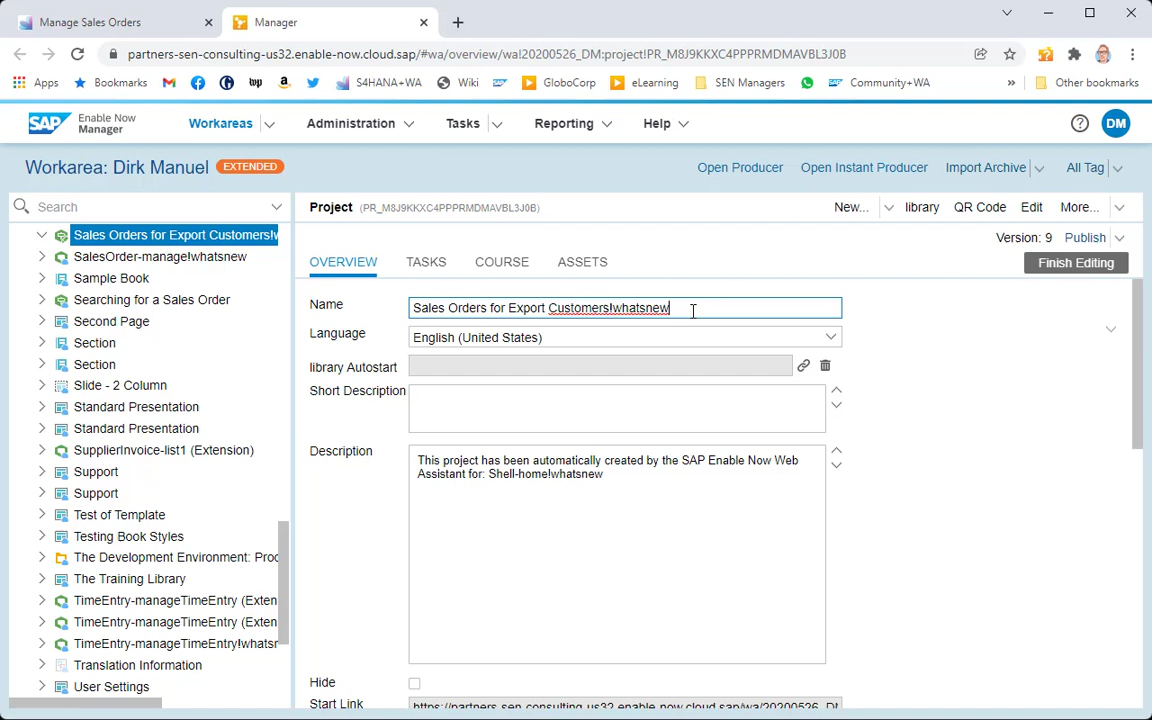 Manage Sales Orders
Manager
partners-sen-consulting-us32.enable-now.cloud.sap/#wa/overview/wa!20200526_DM:project!PR_M8J9KKXC4PPPRMDMAVBL3J0B
Apps
Bookmarks
S4HANA+WA
Wiki
GloboCorp
eLearning
SEN Managers
Community+WA
»
Other bookmarks
SAP
Enable Now
Manager
Workareas
Administration
Tasks
Reporting
Help
DM
Workarea: Dirk Manuel
EXTENDED
Open Producer
Open Instant Producer
Import Archive
All Tag
Search
Project (PR_M8J9KKXC4PPPRMDMAVBL3J0B)
New...
library
QR Code
Edit
More...
Version: 9
Publish
Finish Editing
OVERVIEW
TASKS
COURSE
ASSETS
Sales Orders for Export Customers!w
SalesOrder-manage!whatsnew
Sample Book
Searching for a Sales Order
Second Page
Section
Section
Slide - 2 Column
Standard Presentation
Standard Presentation
SupplierInvoice-list1 (Extension)
Support
Support
Test of Template
Testing Book Styles
The Development Environment: Proc
The Training Library
TimeEntry-manageTimeEntry (Exten
TimeEntry-manageTimeEntry (Exten
TimeEntry-manageTimeEntry!whatsr
Translation Information
User Settings
Name
Sales Orders for Export Customers!whatsnew
Language
English (United States)
library Autostart
Short Description
Description
This project has been automatically created by the SAP Enable Now Web
Assistant for: Shell-home!whatsnew
Hide
Start Link
https://partners-sen-consulting-us32.enable-now.cloud.sap/wa/20200526_DM